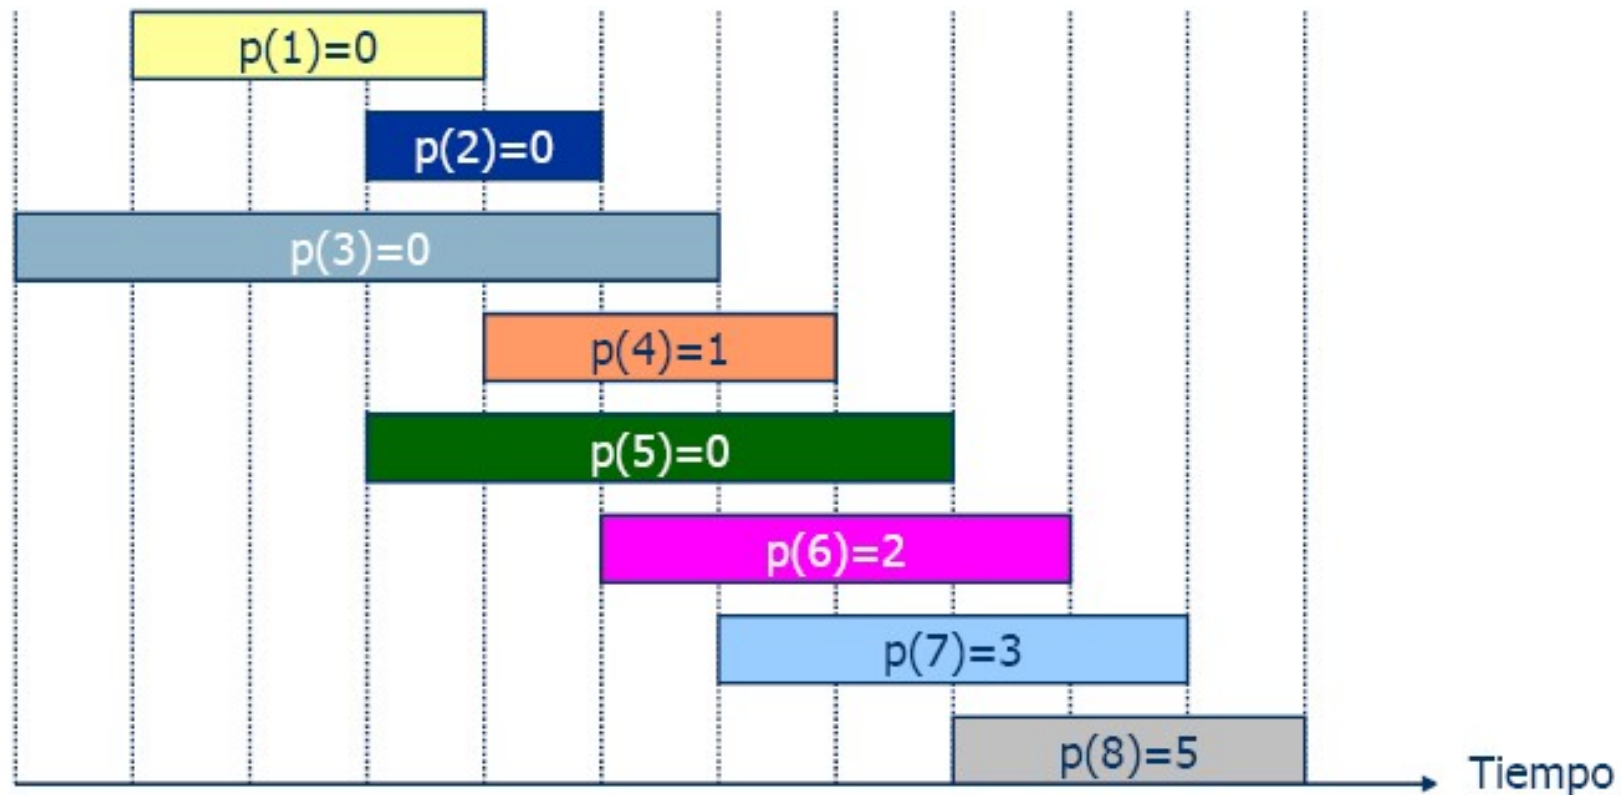 p(1)=0
p(2)=0
p(3)=0
p(4)=1
p(5)=0
p(6)=2
p(7)=3
p(8)=5
Tiempo